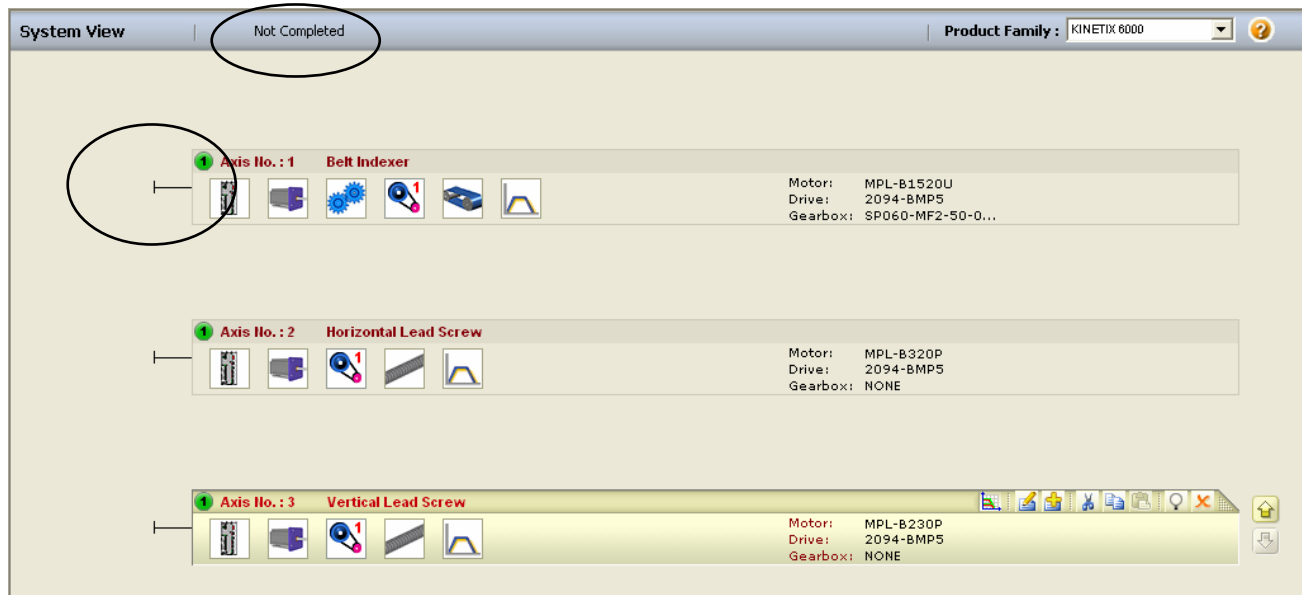 System View | Not Completed | Product Family : KINETIX 6000 ?
1 Axis No. : 1 Belt Indexer
1
Motor: MPL-B1520U
Drive: 2094-BMP5
Gearbox: SP060-MF2-50-0...
1 Axis No. : 2 Horizontal Lead Screw
1
Motor: MPL-B320P
Drive: 2094-BMP5
Gearbox: NONE
1 Axis No. : 3 Vertical Lead Screw
1
Motor: MPL-B230P
Drive: 2094-BMP5
Gearbox: NONE